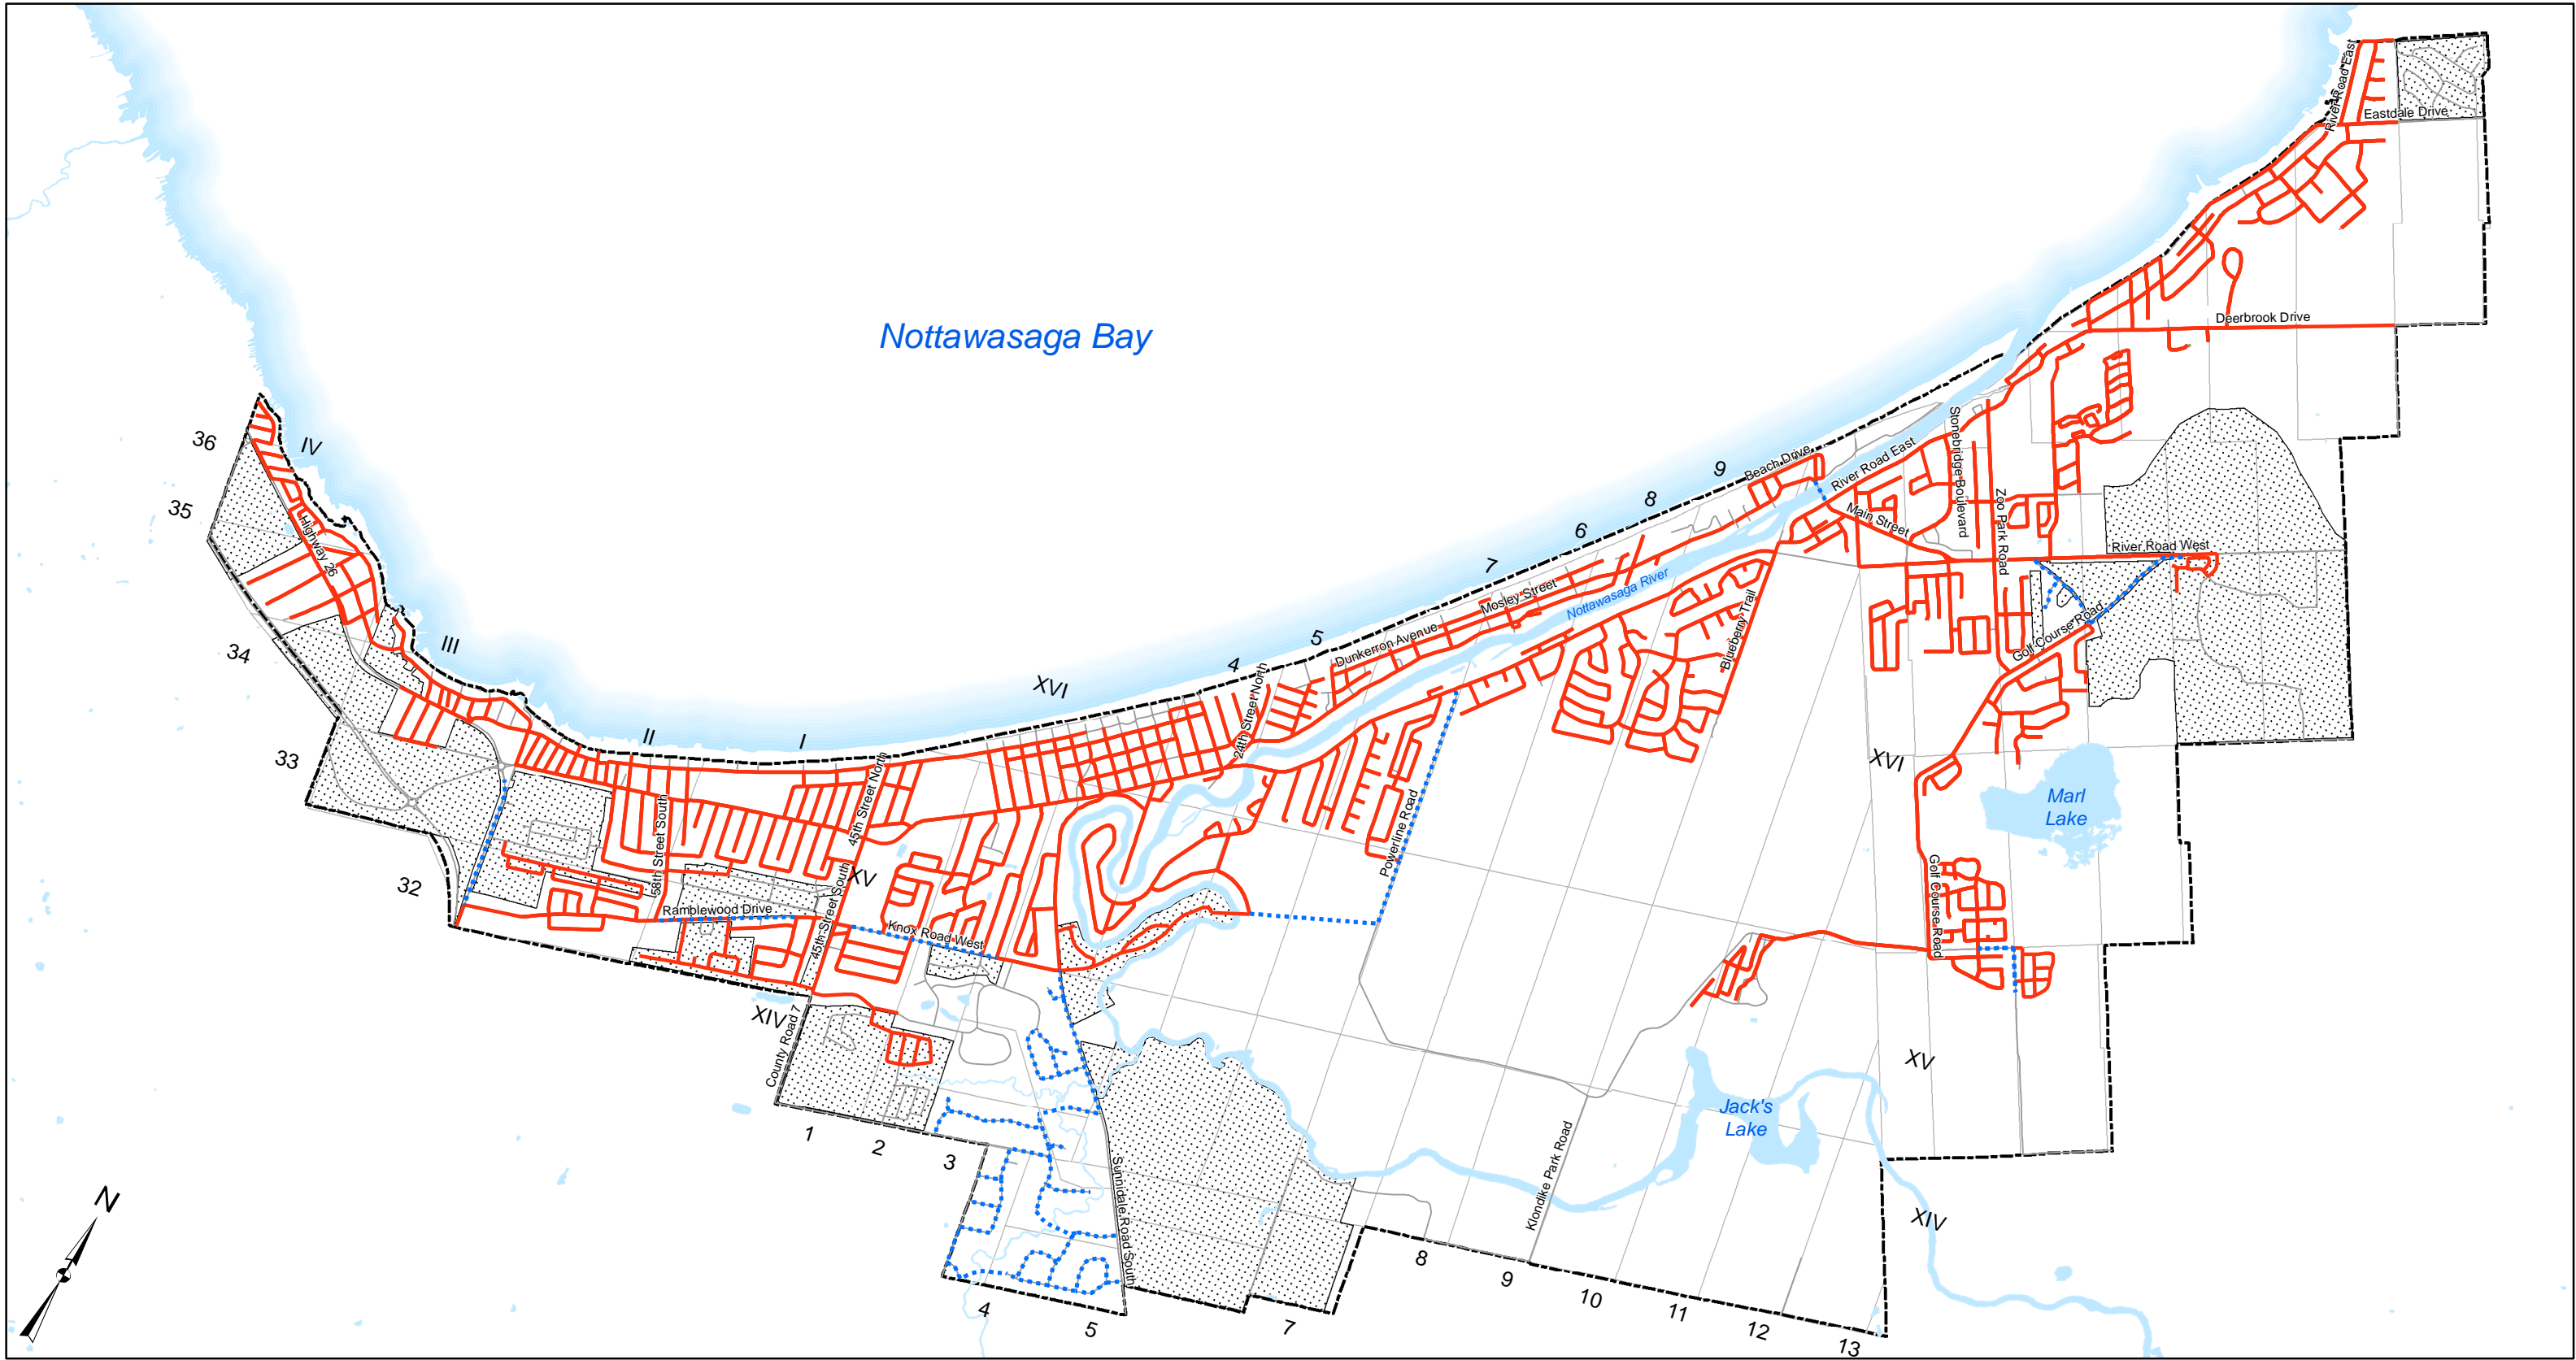 River Road East
Eastdale Drive
Nottawasaga Bay
Deerbrook Drive
36
IV
35
Highway 26
34
III
33
II
I
XVI
4
5
7
6
8
9
Beach Drive
River Road East
Stonebridge Boulevard
Zoo Park Road
Main Street
River Road West
Mosley Street
Nottawasaga River
Dunkerron Avenue
Blueberry Trail
Golf Course Road
24th Street North
45th Street North
58th Street South
Powerline Road
XVI
Marl
Lake
32
XV
45th Street South
Ramblewood Drive
Knox Road West
Golf Course Road
XIV
County Road 7
XV
Jack's
Lake
1
2
3
Sunnidale Road South
Klondike Park Road
XIV
N
4
5
7
8
9
10
11
12
13